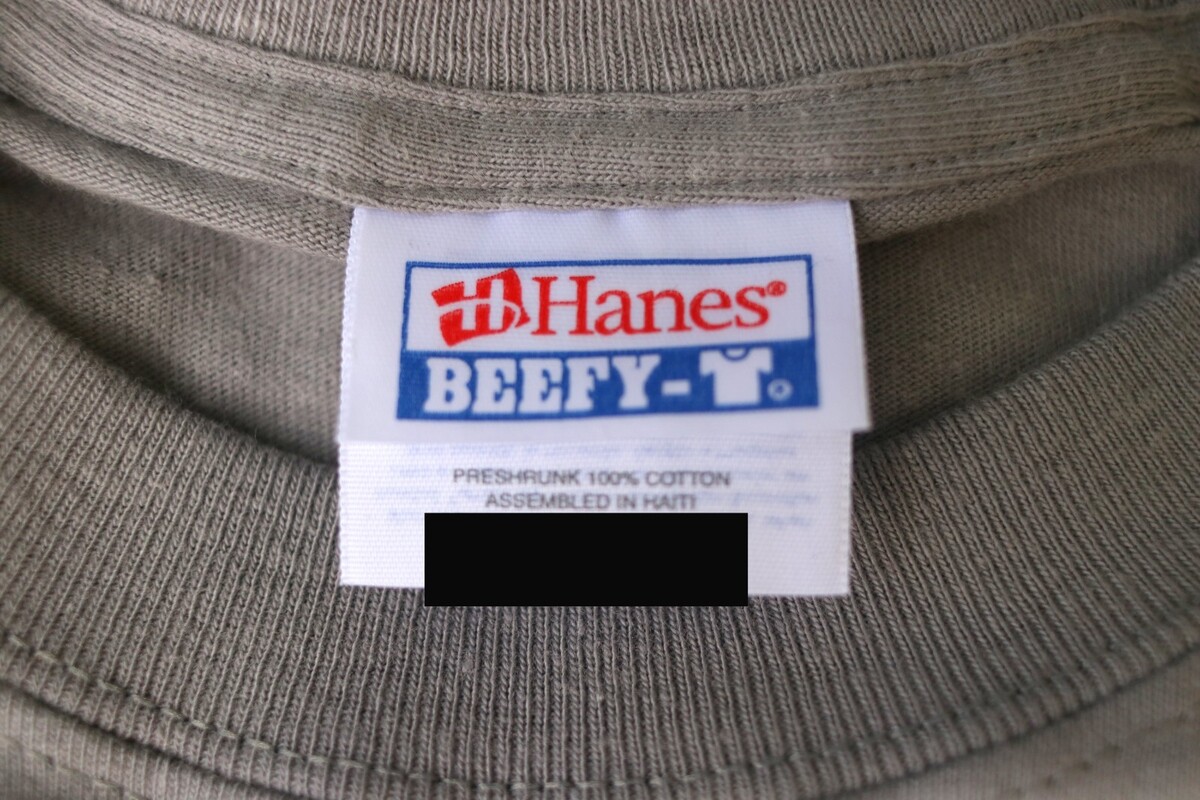 Hanes®
BEEFY-
PRESHRUNK 100% COTTON
ASSEMBLED IN HAITI